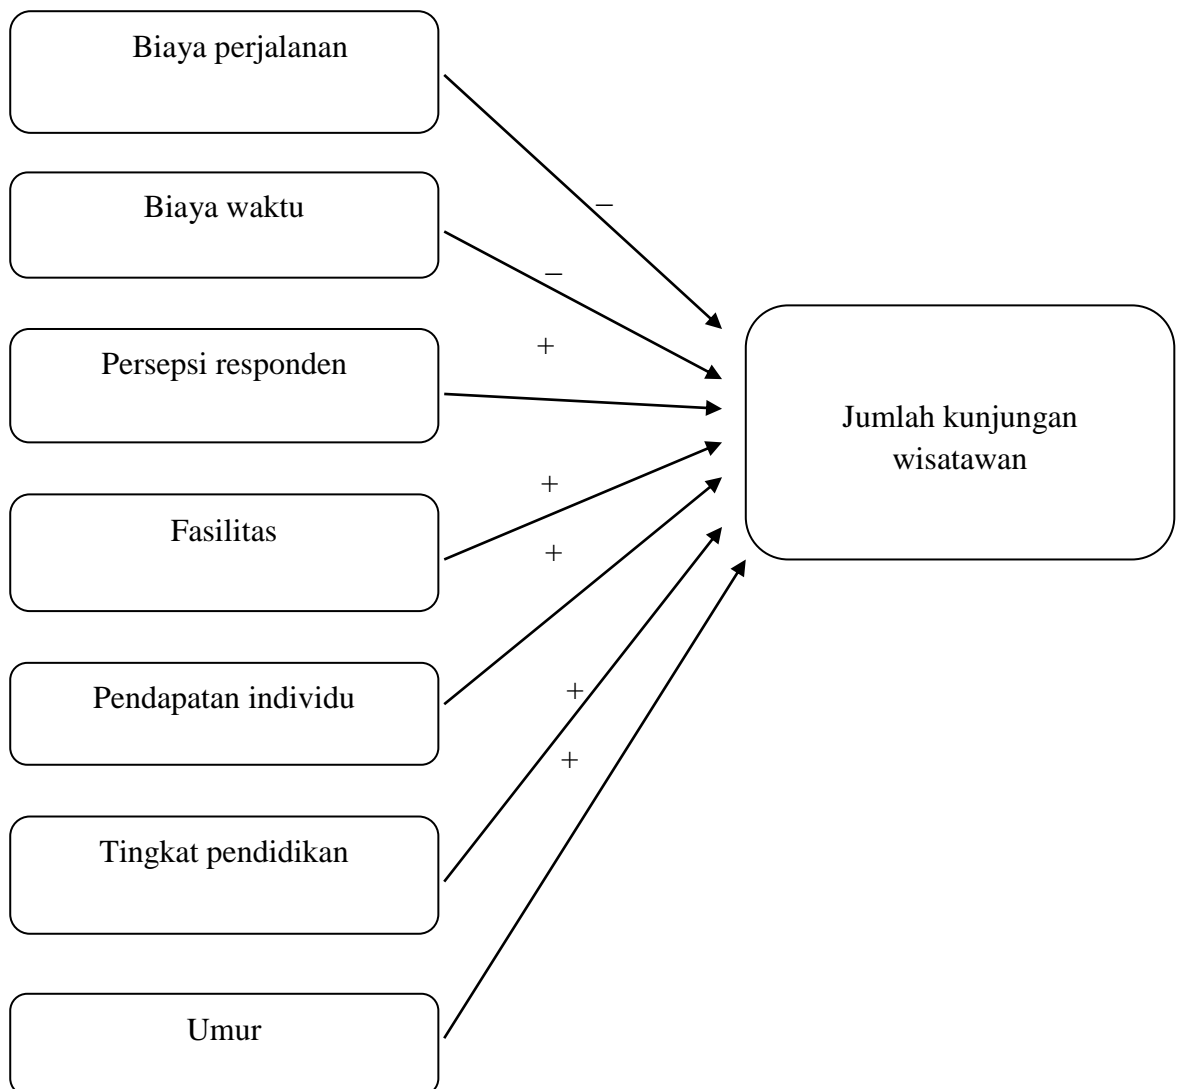 Biaya perjalanan
Biaya waktu
Persepsi responden
Fasilitas
Pendapatan individu
Tingkat pendidikan
Umur
–
–
+
+
+
+
+
Jumlah kunjungan
wisatawan